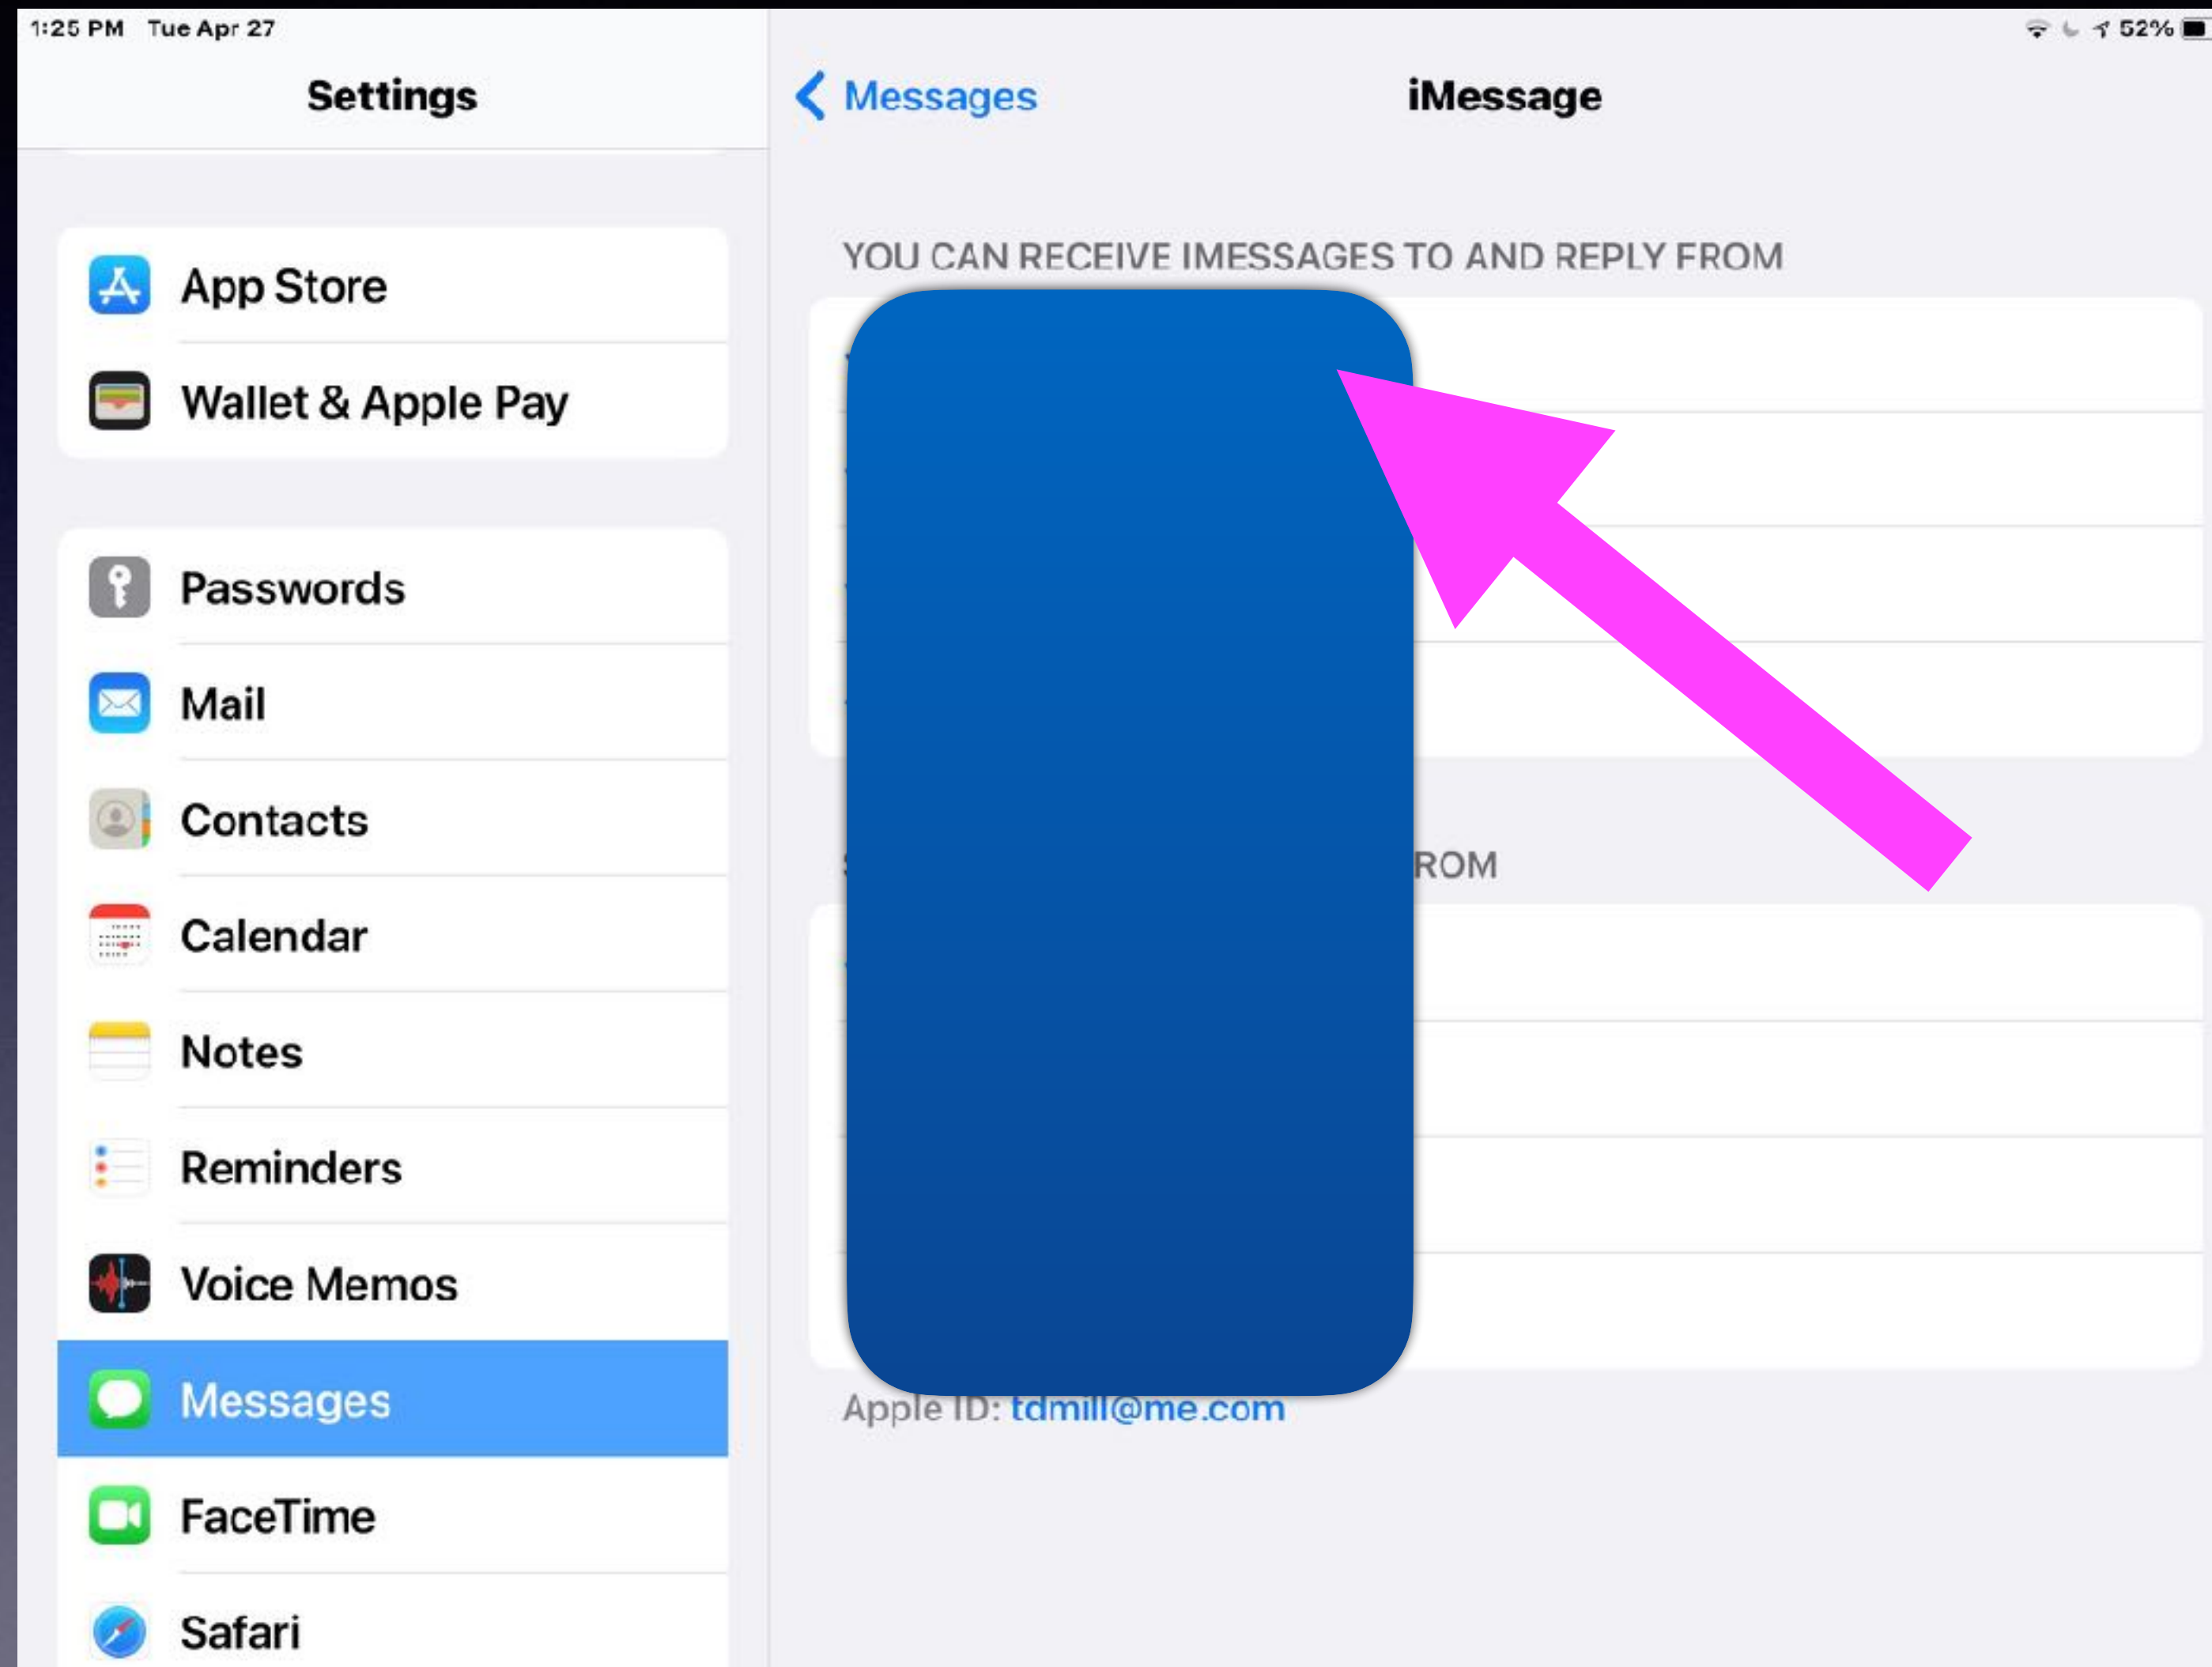 1:25 PM Tue Apr 27
52%
Settings
App Store
Wallet & Apple Pay
Passwords
Mail
Contacts
Calendar
Notes
Reminders
Voice Memos
Messages
FaceTime
Safari
Messages
iMessage
YOU CAN RECEIVE IMESSAGES TO AND REPLY FROM
ROM
Apple ID: tdmill@me.com